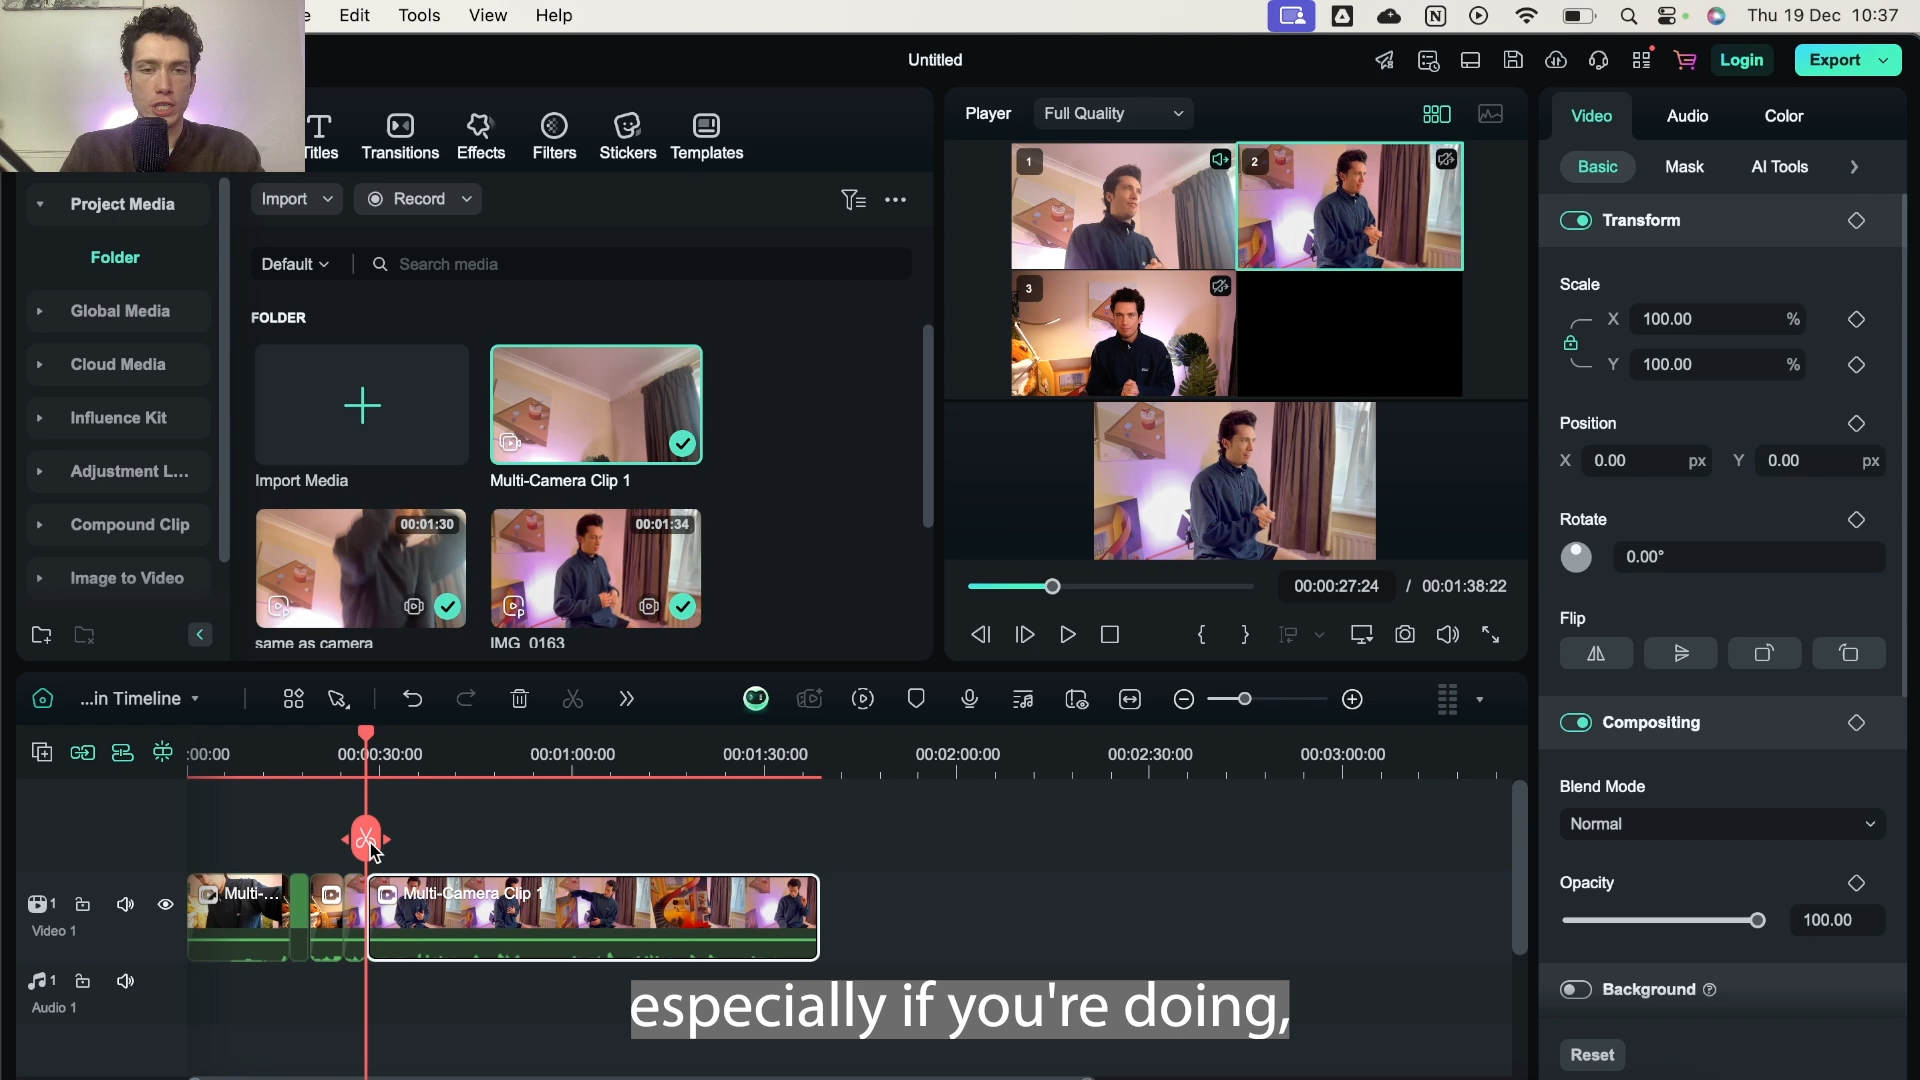 Edit Tools View Help
Thu 19 Dec 10:37
Untitled
Login
Export
Titles
Transitions
Effects
Filters
Stickers
Templates
Player
Full Quality
Video
Audio
Color
Basic
Mask
AI Tools
Project Media
Folder
Global Media
Cloud Media
Influence Kit
Adjustment L...
Compound Clip
Image to Video
Import
Record
Default
Search media
FOLDER
Import Media
Multi-Camera Clip 1
00:01:30
same as camera
00:01:34
IMG_0163
1
2
3
00:00:27:24 / 00:01:38:22
Transform
Scale
X 100.00 %
Y 100.00 %
Position
X 0.00 px Y 0.00 px
Rotate
0.00°
Flip
Compositing
Blend Mode
Normal
Opacity
100.00
Background
Reset
...in Timeline
:00:00 00:00:30:00 00:01:00:00 00:01:30:00 00:02:00:00 00:02:30:00 00:03:00:00
1
Video 1
Multi-...
Multi-Camera Clip 1
1
Audio 1
especially if you're doing,